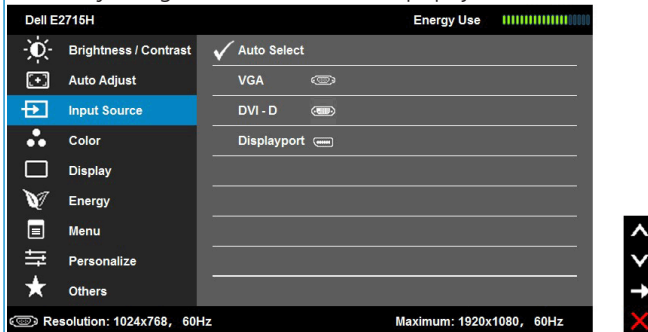 Dell E2715H Energy Use
Brightness / Contrast Auto Select
Auto Adjust VGA
Input Source DVI - D
Color Displayport
Display
Energy
Menu
Personalize
Others
Resolution: 1024x768, 60Hz Maximum: 1920x1080, 60Hz